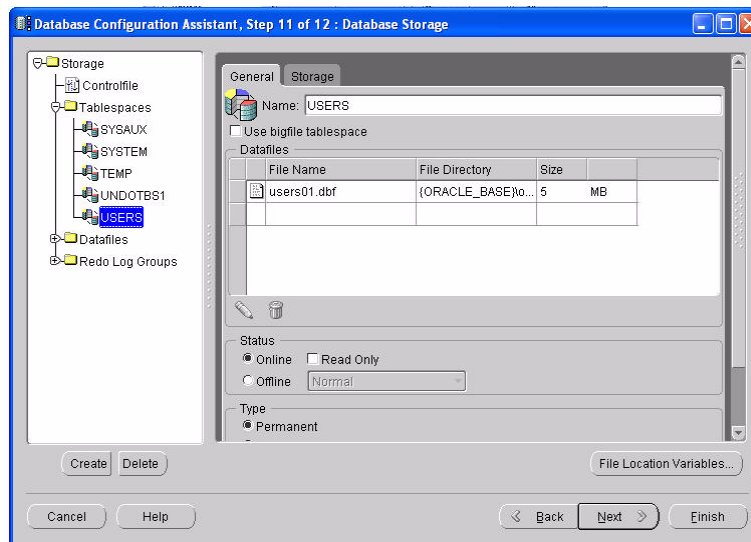 Database Configuration Assistant, Step 11 of 12 : Database Storage
Storage
Controlfile
Tablespaces
SYSAUX
SYSTEM
TEMP
UNDOTBS1
USERS
Datafiles
Redo Log Groups
Create Delete
General Storage
Name: USERS
Use bigfile tablespace
Datafiles
File Name File Directory Size
users01.dbf {ORACLE_BASE}\o... 5 MB
Status
Online Read Only
Offline Normal
Type
Permanent
File Location Variables...
Cancel Help Back Next Finish